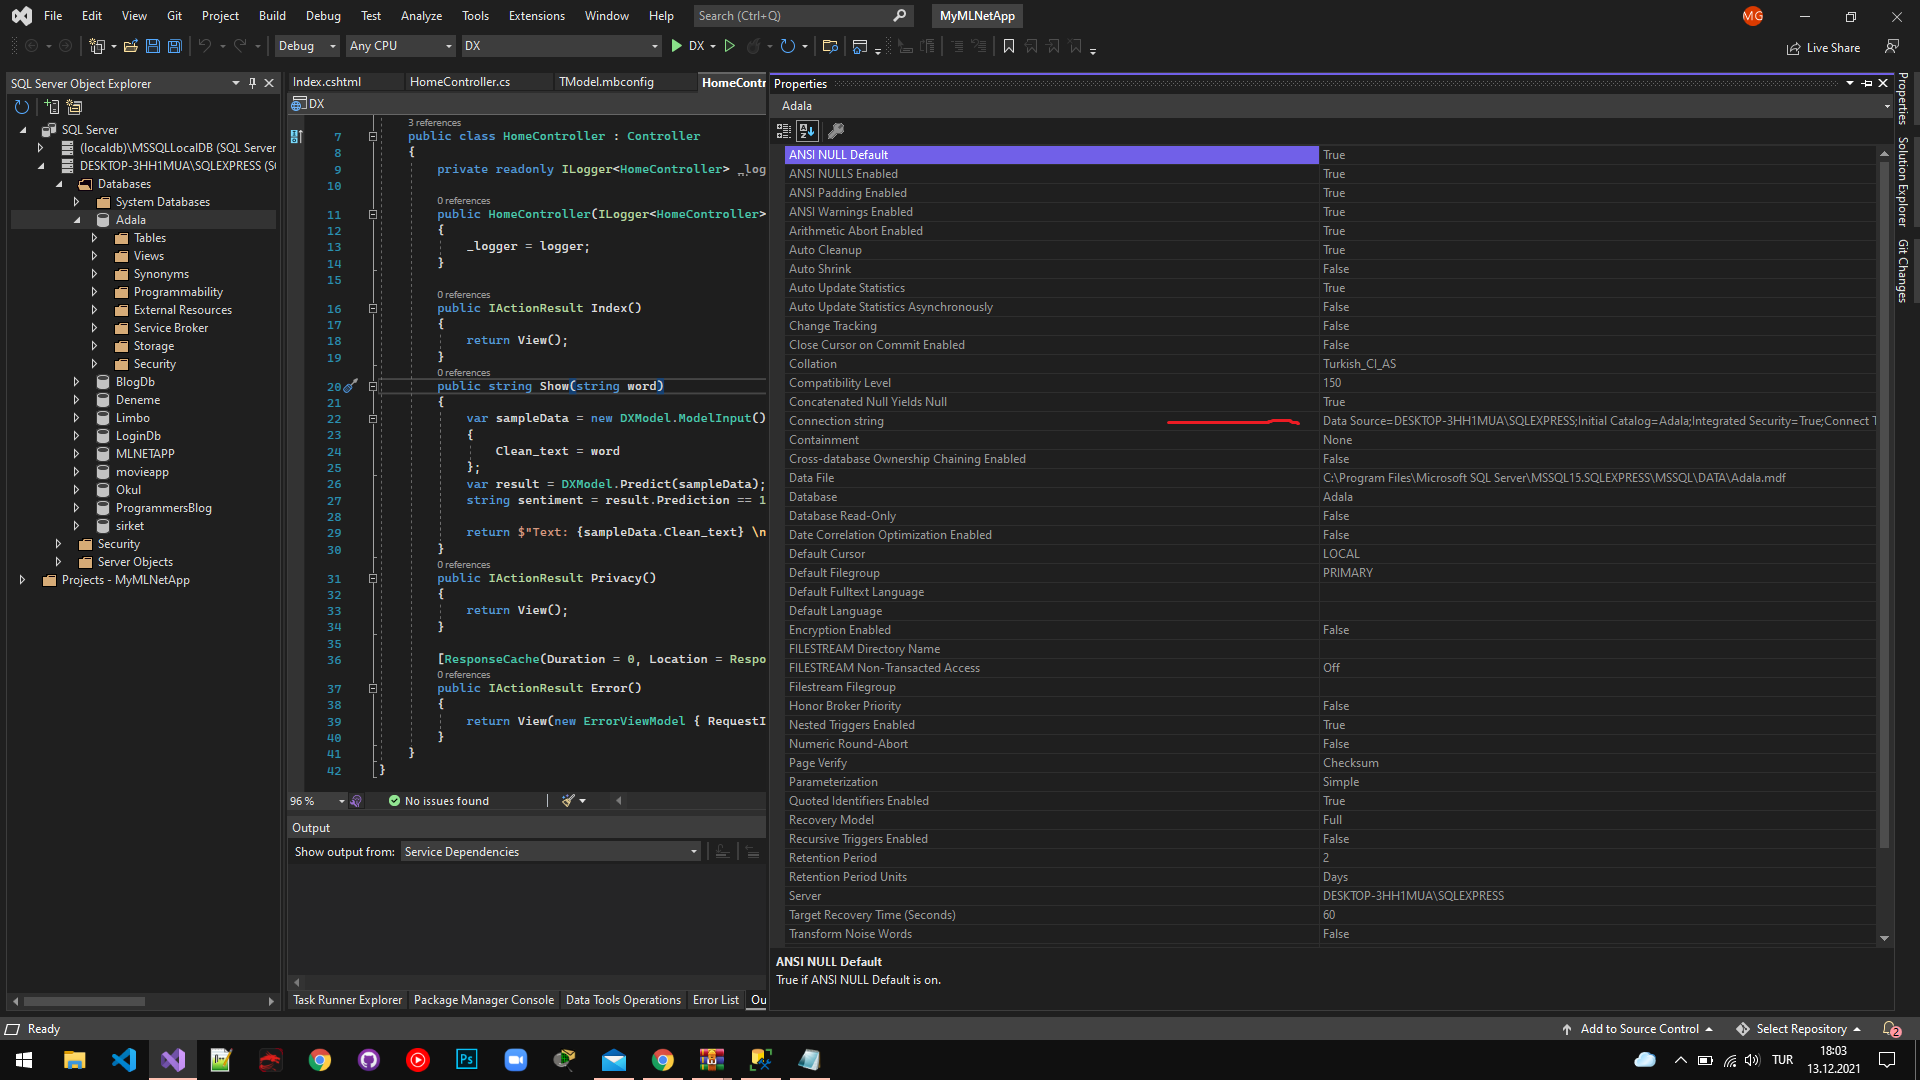 File Edit View Git Project Build Debug Test Analyze Tools Extensions Window Help Search (Ctrl+Q) MyMLNetApp MG
Debug Any CPU DX DX Live Share
SQL Server Object Explorer
SQL Server
(localdb)\MSSQLLocalDB (SQL Server
DESKTOP-3HH1MUA\SQLEXPRESS (S
Databases
System Databases
Adala
Tables
Views
Synonyms
Programmability
External Resources
Service Broker
Storage
Security
BlogDb
Deneme
Limbo
LoginDb
MLNETAPP
movieapp
Okul
ProgrammersBlog
sirket
Security
Server Objects
Projects - MyMLNetApp
Index.cshtml HomeController.cs TModel.mbconfig HomeContr
DX
3 references
7 public class HomeController : Controller
8 {
9 private readonly ILogger<HomeController> _log
10
0 references
11 public HomeController(ILogger<HomeController>
12 {
13 _logger = logger;
14 }
15
0 references
16 public IActionResult Index()
17 {
18 return View();
19 }
0 references
20 public string Show(string word)
21 {
22 var sampleData = new DXModel.ModelInput()
23 {
24 Clean_text = word
25 };
26 var result = DXModel.Predict(sampleData);
27 string sentiment = result.Prediction == 1
28
29 return $"Text: {sampleData.Clean_text} \n
30 }
0 references
31 public IActionResult Privacy()
32 {
33 return View();
34 }
35
36 [ResponseCache(Duration = 0, Location = Respo
0 references
37 public IActionResult Error()
38 {
39 return View(new ErrorViewModel { RequestI
40 }
41 }
42 }
96 % No issues found
Output
Show output from: Service Dependencies
Task Runner Explorer Package Manager Console Data Tools Operations Error List Ou
Properties
Adala
ANSI NULL Default True
ANSI NULLS Enabled True
ANSI Padding Enabled True
ANSI Warnings Enabled True
Arithmetic Abort Enabled True
Auto Cleanup True
Auto Shrink False
Auto Update Statistics True
Auto Update Statistics Asynchronously False
Change Tracking False
Close Cursor on Commit Enabled False
Collation Turkish_CI_AS
Compatibility Level 150
Concatenated Null Yields Null True
Connection string Data Source=DESKTOP-3HH1MUA\SQLEXPRESS;Initial Catalog=Adala;Integrated Security=True;Connect T
Containment None
Cross-database Ownership Chaining Enabled False
Data File C:\Program Files\Microsoft SQL Server\MSSQL15.SQLEXPRESS\MSSQL\DATA\Adala.mdf
Database Adala
Database Read-Only False
Date Correlation Optimization Enabled False
Default Cursor LOCAL
Default Filegroup PRIMARY
Default Fulltext Language
Default Language
Encryption Enabled False
FILESTREAM Directory Name
FILESTREAM Non-Transacted Access Off
Filestream Filegroup
Honor Broker Priority False
Nested Triggers Enabled True
Numeric Round-Abort False
Page Verify Checksum
Parameterization Simple
Quoted Identifiers Enabled True
Recovery Model Full
Recursive Triggers Enabled False
Retention Period 2
Retention Period Units Days
Server DESKTOP-3HH1MUA\SQLEXPRESS
Target Recovery Time (Seconds) 60
Transform Noise Words False
ANSI NULL Default
True if ANSI NULL Default is on.
Properties
Solution Explorer
Git Changes
Ready Add to Source Control Select Repository 2
Ps TUR 18:03
13.12.2021